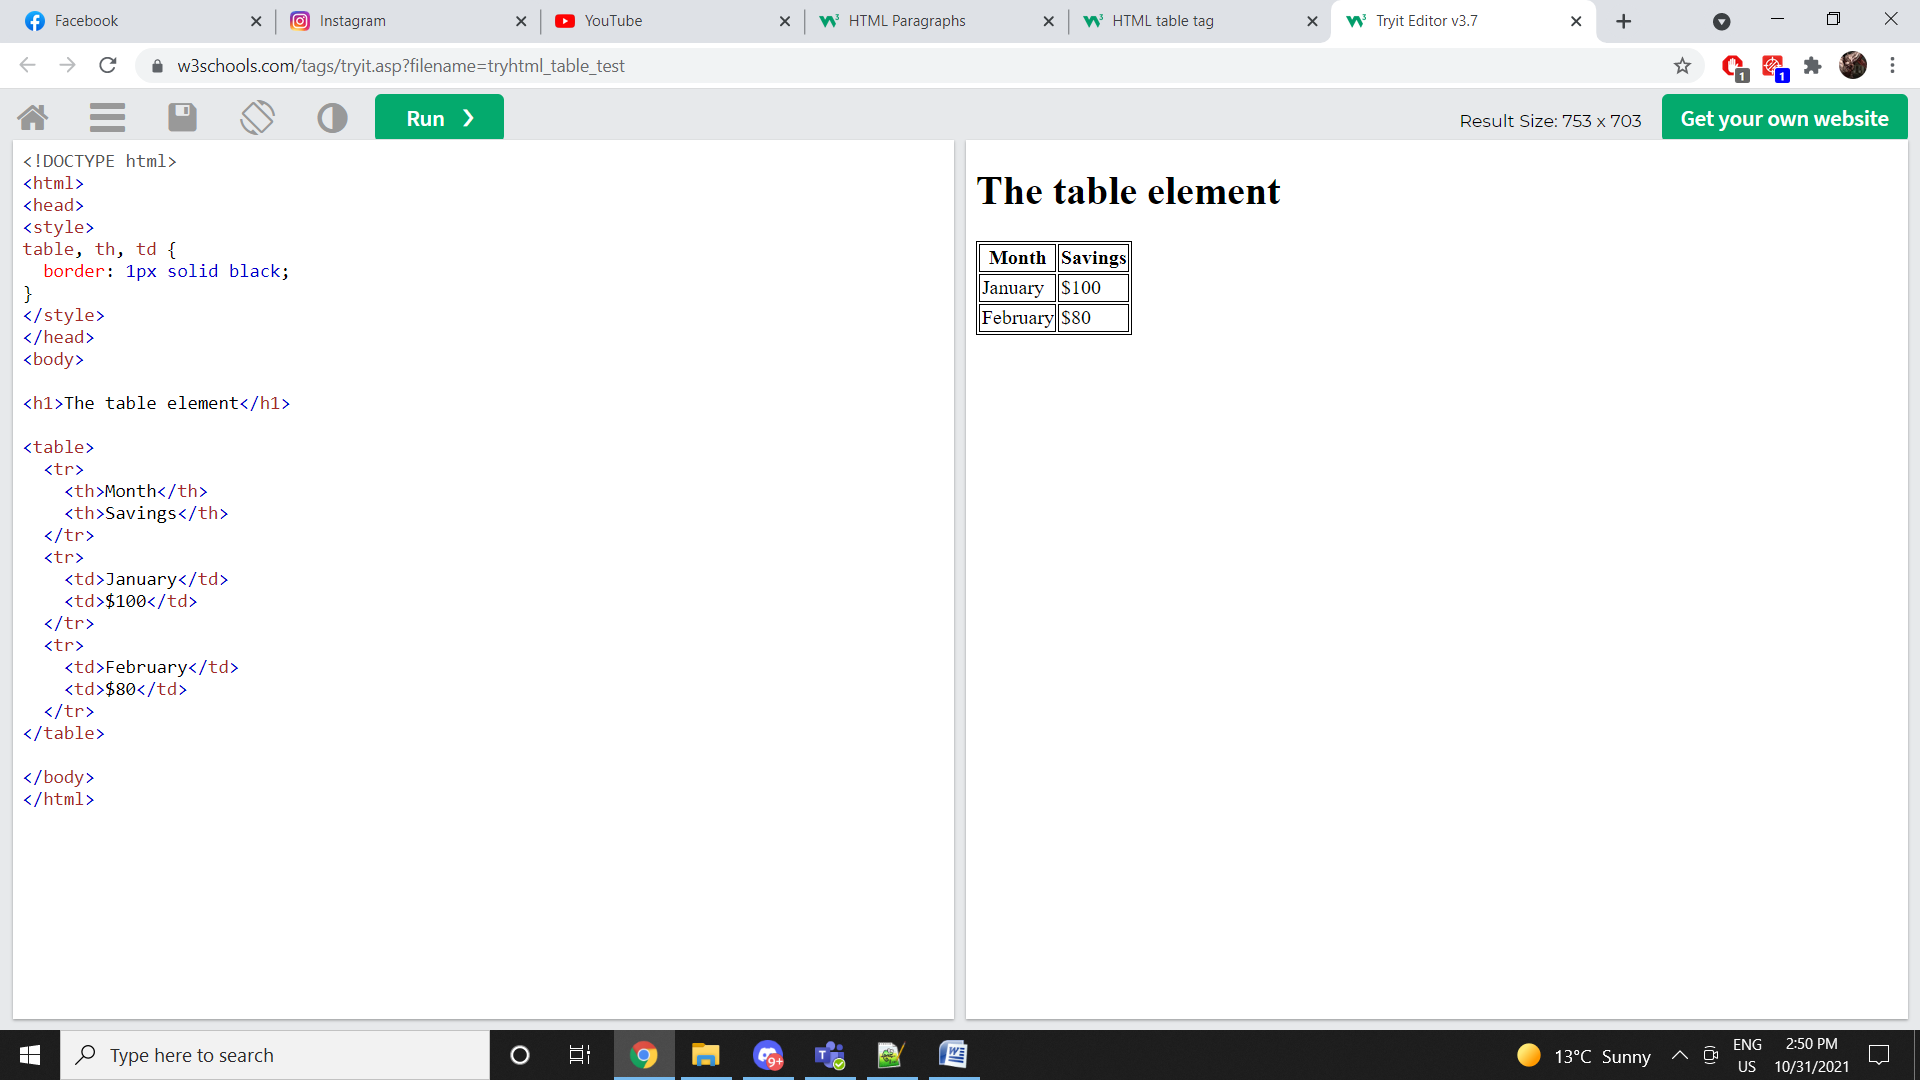 Facebook
Instagram
YouTube
HTML Paragraphs
HTML table tag
Tryit Editor v3.7
w3schools.com/tags/tryit.asp?filename=tryhtml_table_test
1
1
Run ❯
Result Size: 753 x 703
Get your own website
<!DOCTYPE html>
<html>
<head>
<style>
table, th, td {
  border: 1px solid black;
}
</style>
</head>
<body>

<h1>The table element</h1>

<table>
  <tr>
    <th>Month</th>
    <th>Savings</th>
  </tr>
  <tr>
    <td>January</td>
    <td>$100</td>
  </tr>
  <tr>
    <td>February</td>
    <td>$80</td>
  </tr>
</table>

</body>
</html>
The table element
Month Savings
January $100
February $80
Type here to search
9+
13°C Sunny
ENG
US
2:50 PM
10/31/2021